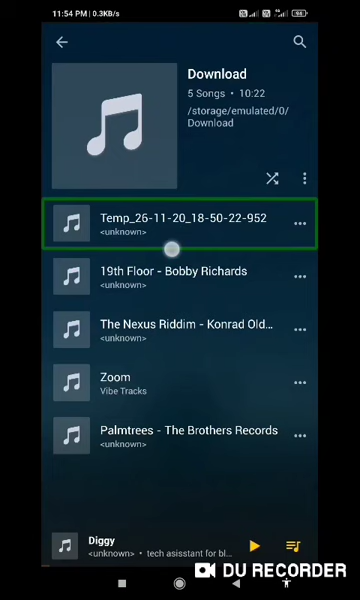 11:54 PM | 0.3KB/s
Download
5 Songs • 10:22
/storage/emulated/0/
Download
Temp_26-11-20_18-50-22-952
<unknown>
19th Floor - Bobby Richards
<unknown>
The Nexus Riddim - Konrad Old...
<unknown>
Zoom
Vibe Tracks
Palmtrees - The Brothers Records
<unknown>
Diggy
<unknown> • tech asisstant for bl...
DU RECORDER